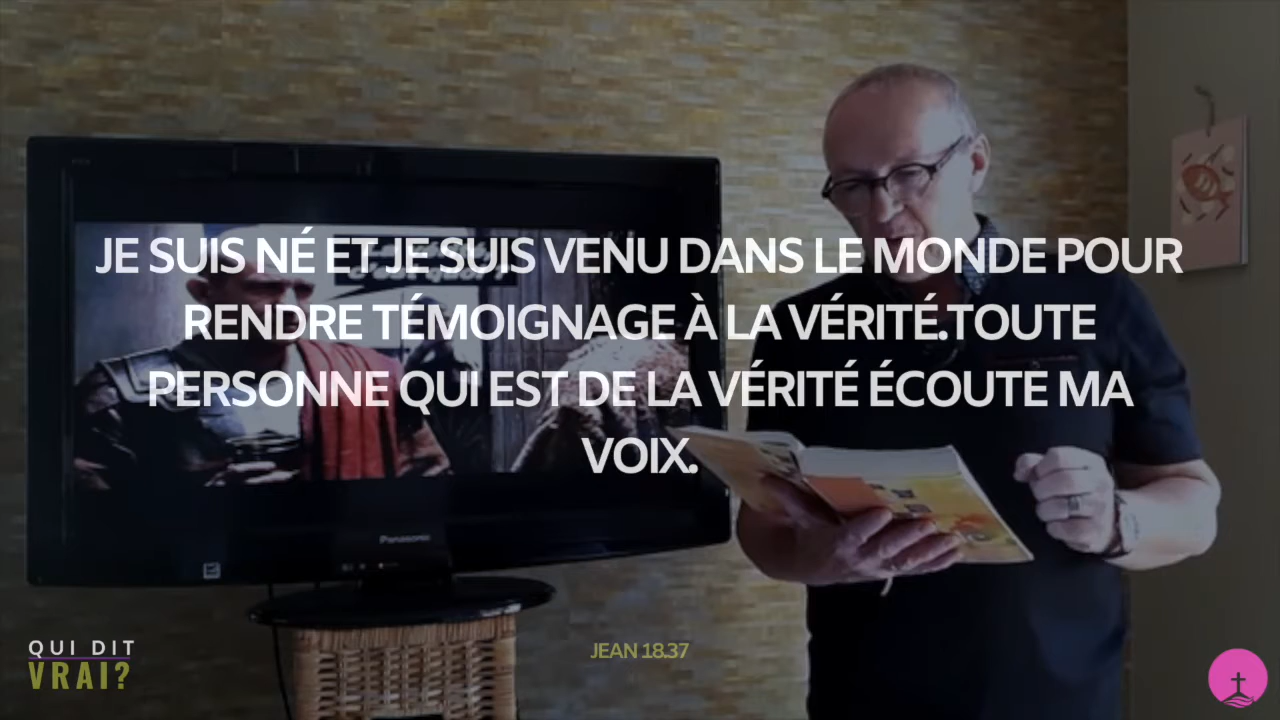 JE SUIS NÉ ET JE SUIS VENU DANS LE MONDE POUR
RENDRE TÉMOIGNAGE À LA VÉRITÉ.TOUTE
PERSONNE QUI EST DE LA VÉRITÉ ÉCOUTE MA
VOIX.
Panasonic
QUI DIT
VRAI?
JEAN 18.37